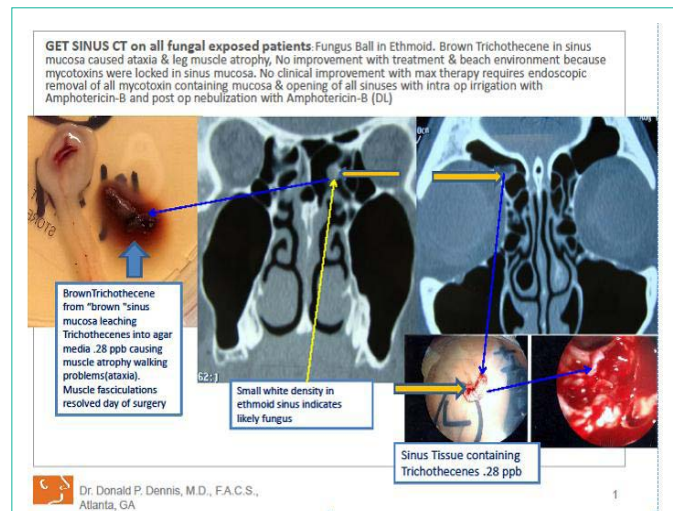 GET SINUS CT on all fungal exposed patients: Fungus Ball in Ethmoid. Brown Trichothecene in sinus
mucosa caused ataxia & leg muscle atrophy, No improvement with treatment & beach environment because
mycotoxins were locked in sinus mucosa. No clinical improvement with max therapy requires endoscopic
removal of all mycotoxin containing mucosa & opening of all sinuses with intra op irrigation with
Amphotericin-B and post op nebulization with Amphotericin-B (DL)
BrownTrichothecene
from "brown "sinus
mucosa leaching
Trichothecenes into agar
media .28 ppb causing
muscle atrophy walking
problems(ataxia).
Muscle fasciculations
resolved day of surgery
62:1
Small white density in
ethmoid sinus indicates
likely fungus
Sinus Tissue containing
Trichothecenes .28 ppb
Dr. Donald P. Dennis, M.D., F.A.C.S.,
Atlanta, GA
1